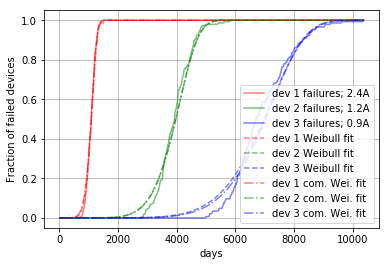 1.0
0.8
0.6
0.4
0.2
0.0
Fraction of failed devices
0 2000 4000 6000 8000 10000
days
dev 1 failures; 2.4A
dev 2 failures; 1.2A
dev 3 failures; 0.9A
dev 1 Weibull fit
dev 2 Weibull fit
dev 3 Weibull fit
dev 1 com. Wei. fit
dev 2 com. Wei. fit
dev 3 com. Wei. fit